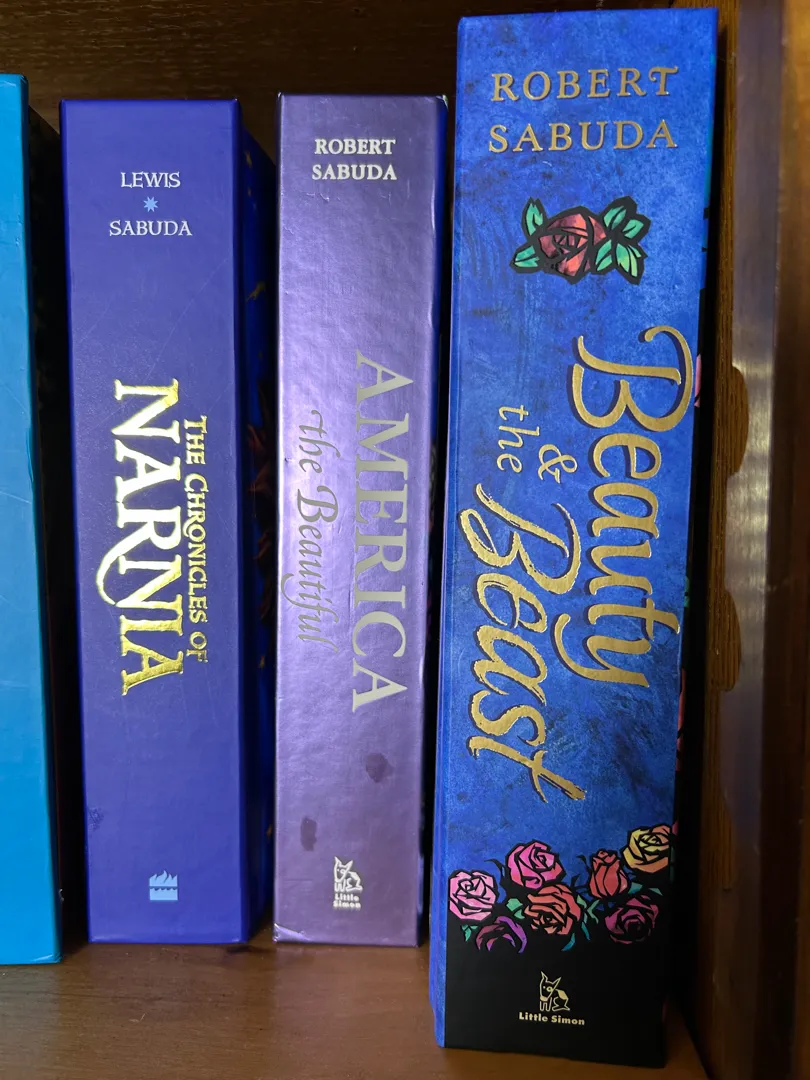 LEWIS
SABUDA
THE CHRONICLES OF
NARNIA
ROBERT
SABUDA
AMERICA
the Beautiful
Little
Simon
ROBERT
SABUDA
Beauty
& the
Beast
Little Simon